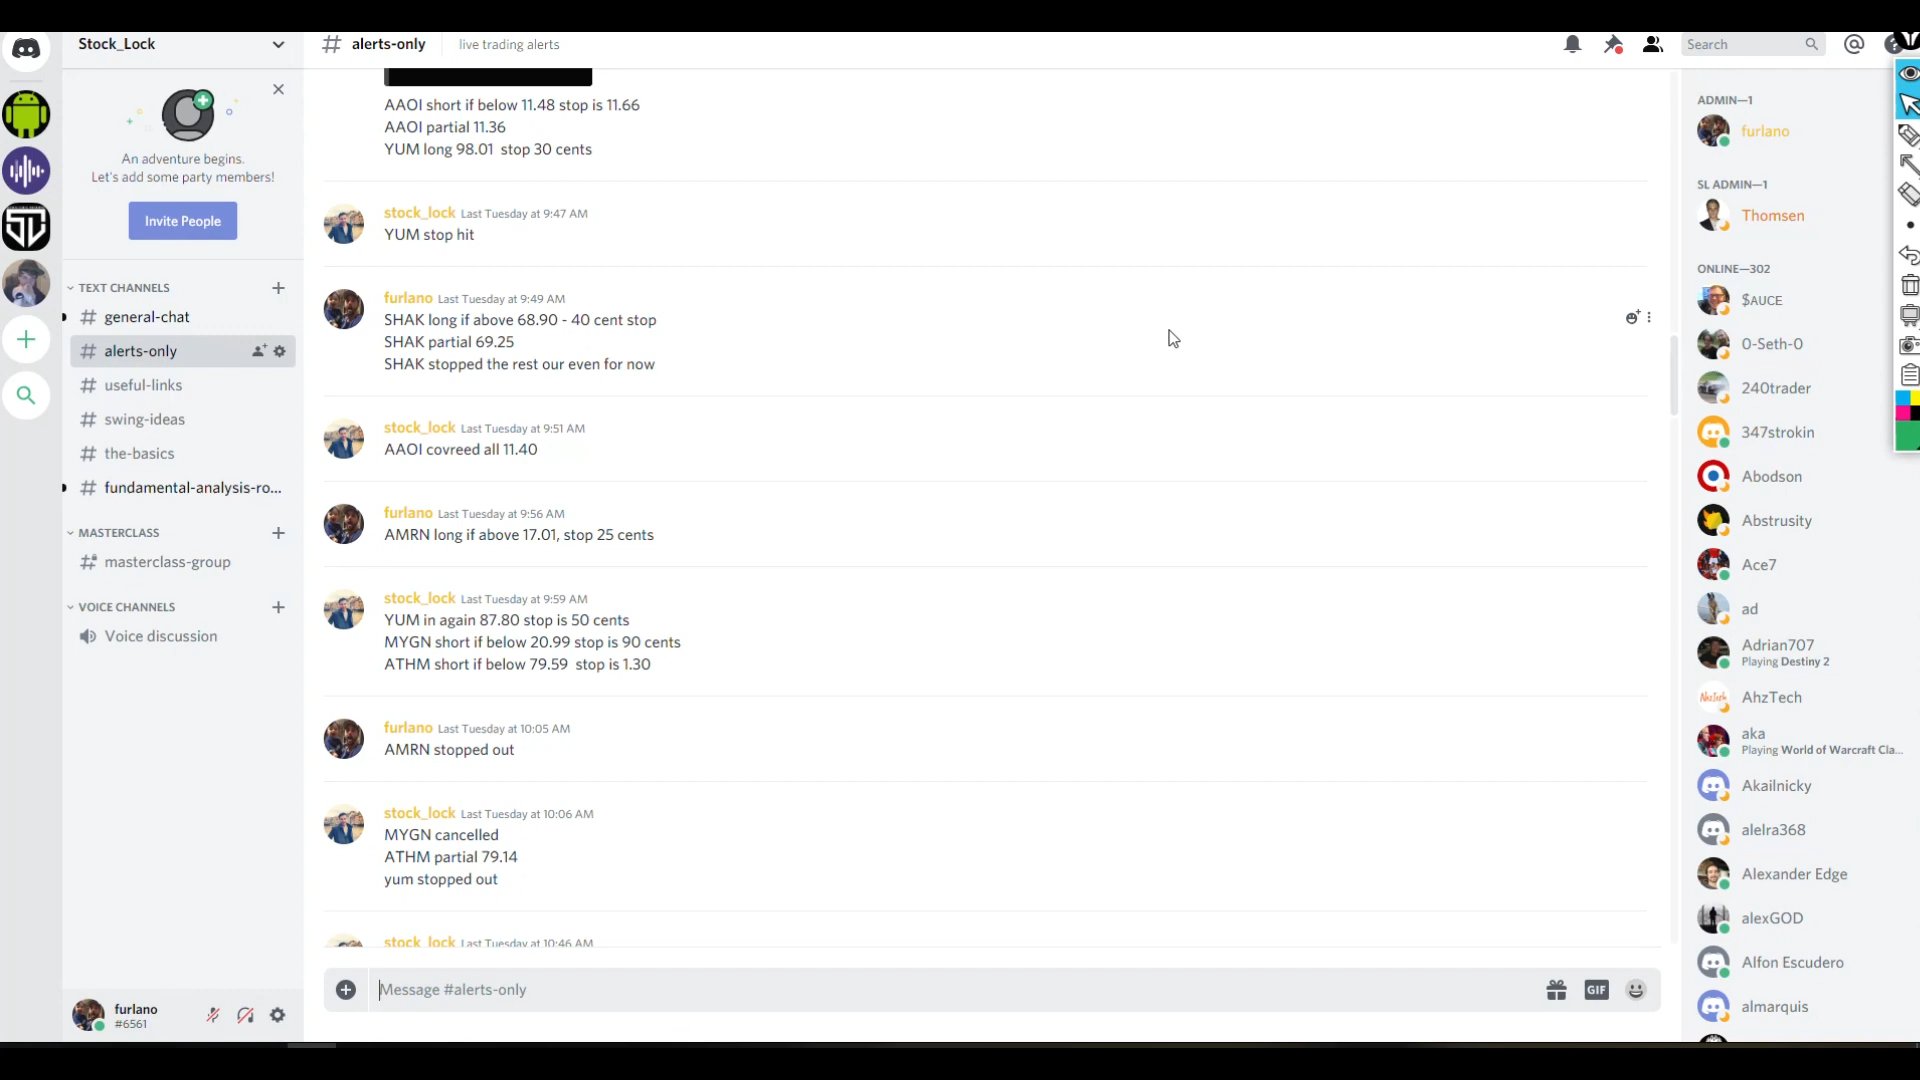 Stock_Lock
An adventure begins.
Let's add some party members!
Invite People
TEXT CHANNELS
general-chat
alerts-only
useful-links
swing-ideas
the-basics
fundamental-analysis-ro...
MASTERCLASS
masterclass-group
VOICE CHANNELS
Voice discussion
furlano
#6561
# alerts-only
live trading alerts
Search
AAOI short if below 11.48 stop is 11.66
AAOI partial 11.36
YUM long 98.01 stop 30 cents
stock_lock Last Tuesday at 9:47 AM
YUM stop hit
furlano Last Tuesday at 9:49 AM
SHAK long if above 68.90 - 40 cent stop
SHAK partial 69.25
SHAK stopped the rest our even for now
stock_lock Last Tuesday at 9:51 AM
AAOI covreed all 11.40
furlano Last Tuesday at 9:56 AM
AMRN long if above 17.01, stop 25 cents
stock_lock Last Tuesday at 9:59 AM
YUM in again 87.80 stop is 50 cents
MYGN short if below 20.99 stop is 90 cents
ATHM short if below 79.59 stop is 1.30
furlano Last Tuesday at 10:05 AM
AMRN stopped out
stock_lock Last Tuesday at 10:06 AM
MYGN cancelled
ATHM partial 79.14
yum stopped out
stock_lock Last Tuesday at 10:46 AM
Message #alerts-only
GIF
ADMIN—1
furlano
SL ADMIN—1
Thomsen
ONLINE—302
$AUCE
0-Seth-0
240trader
347strokin
Abodson
Abstrusity
Ace7
ad
Adrian707
Playing Destiny 2
AhzTech
aka
Playing World of Warcraft Cla...
Akailnicky
alelra368
Alexander Edge
alexGOD
Alfon Escudero
almarquis